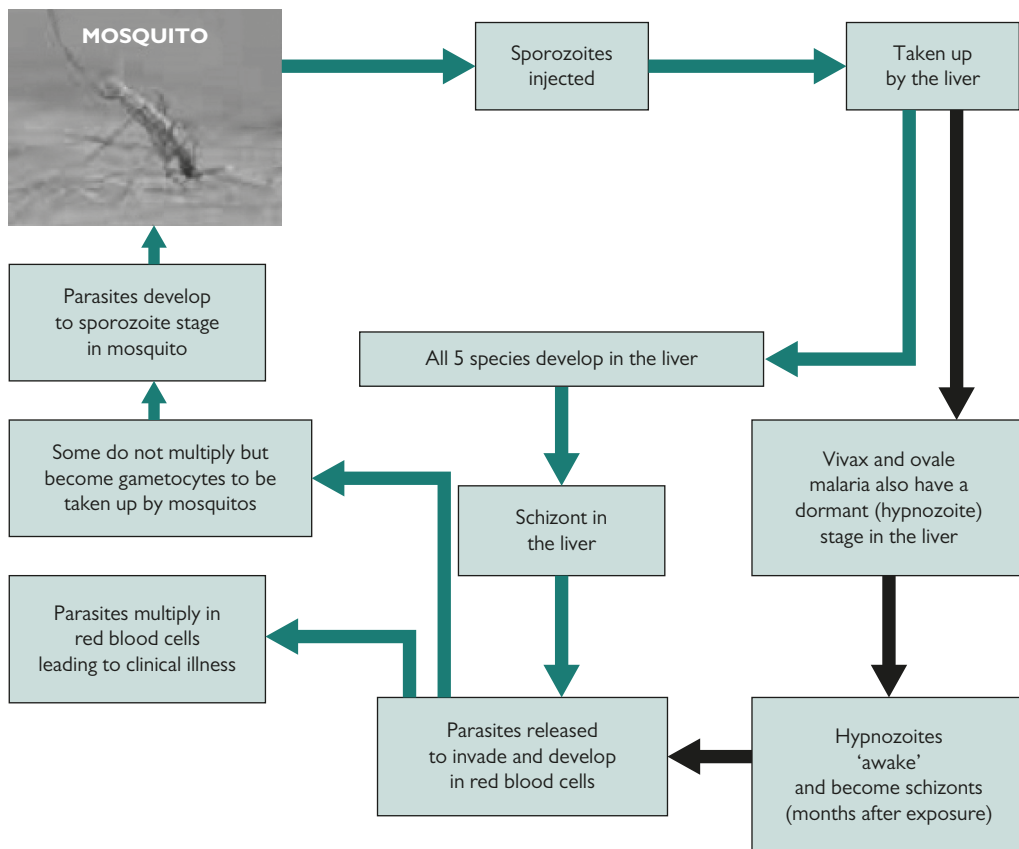 MOSQUITO
Sporozoites
injected
Taken up
by the liver
Parasites develop
to sporozoite stage
in mosquito
All 5 species develop in the liver
Some do not multiply but
become gametocytes to be
taken up by mosquitos
Schizont in
the liver
Vivax and ovale
malaria also have a
dormant (hypnozoite)
stage in the liver
Parasites multiply in
red blood cells
leading to clinical illness
Parasites released
to invade and develop
in red blood cells
Hypnozoites
‘awake’
and become schizonts
(months after exposure)